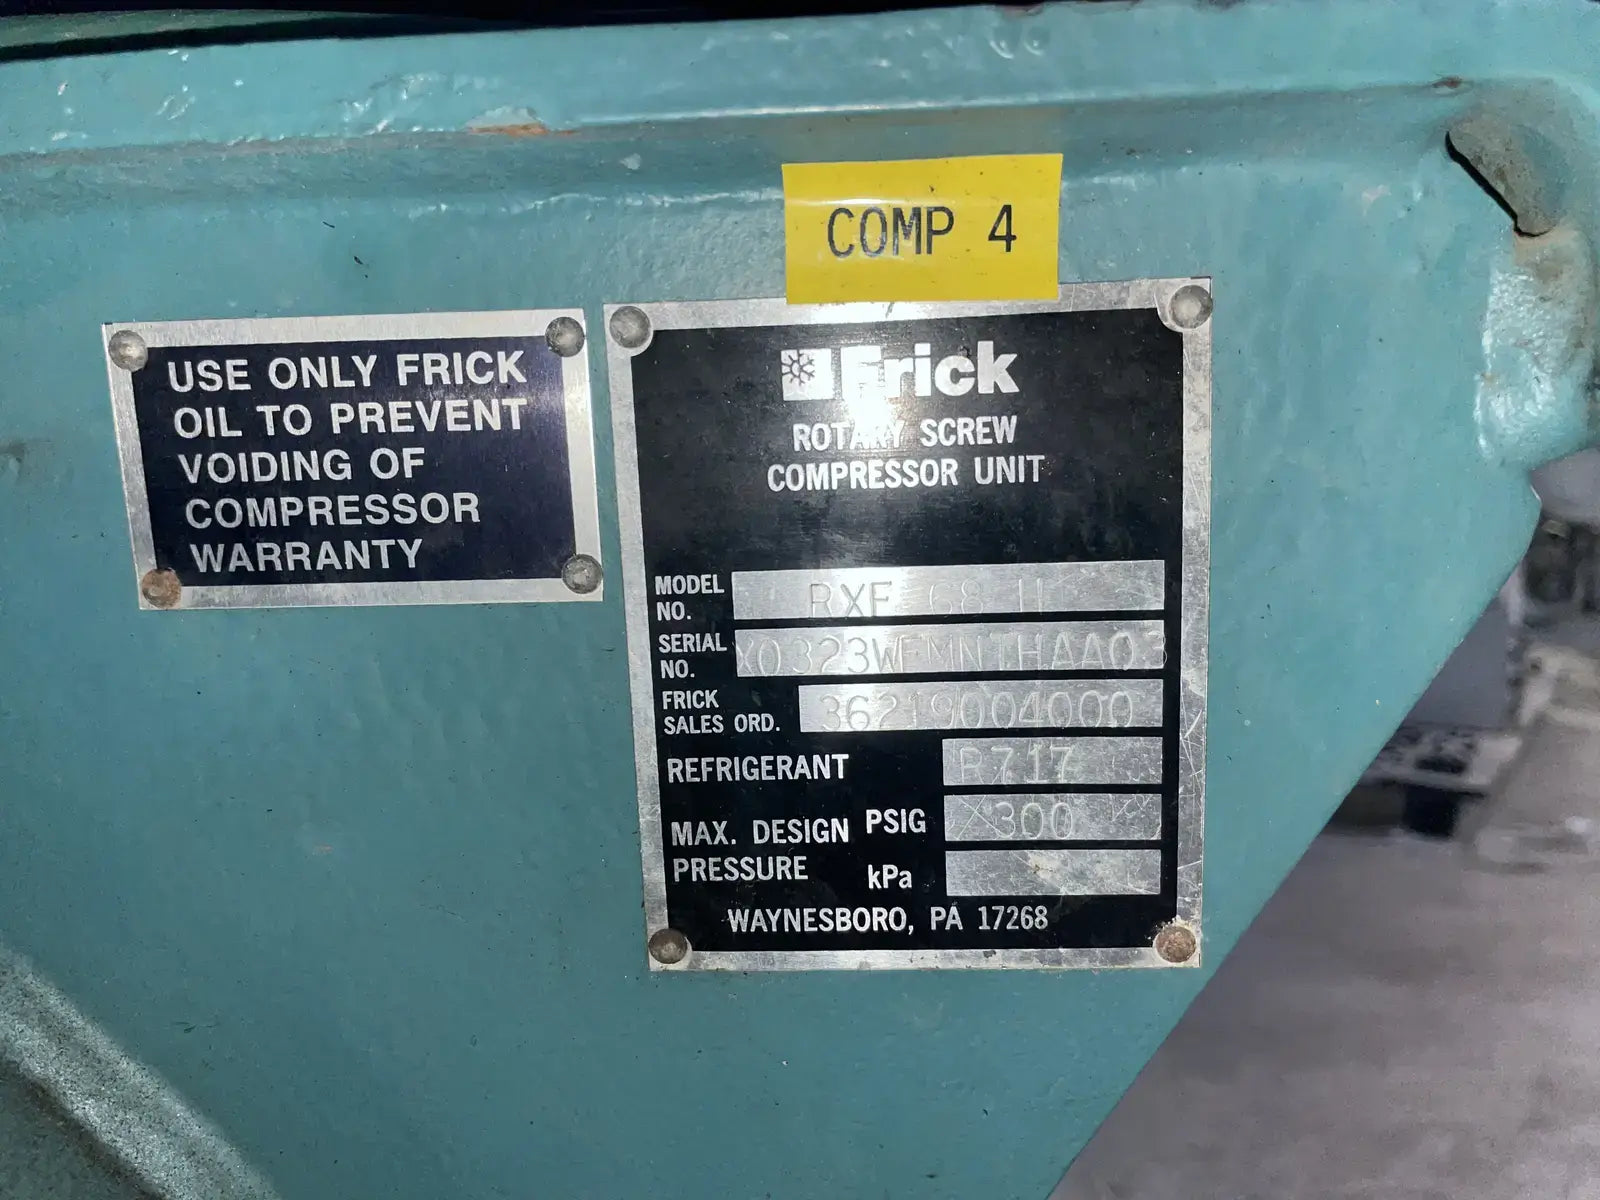 COMP 4
USE ONLY FRICK
OIL TO PREVENT
VOIDING OF
COMPRESSOR
WARRANTY
Frick
ROTARY SCREW
COMPRESSOR UNIT
MODEL NO. RXF 68 H
SERIAL NO. X0323WFMNTHAA03
FRICK SALES ORD. 36219004000
REFRIGERANT R717
MAX. DESIGN PRESSURE PSIG 300
kPa
WAYNESBORO, PA 17268